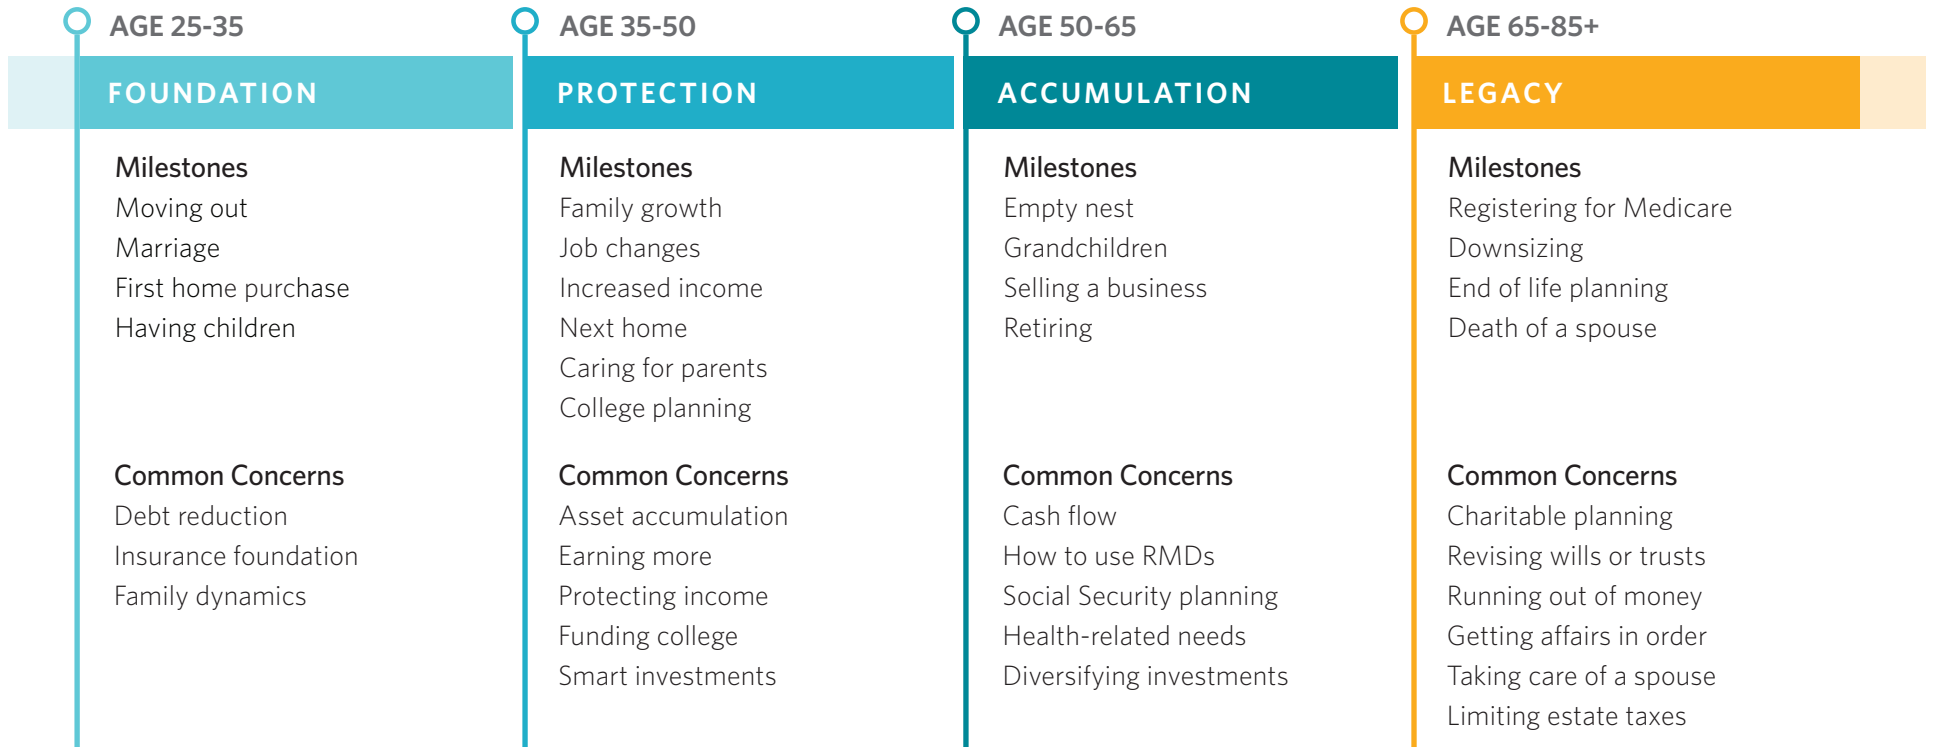 AGE 25-35
FOUNDATION
Milestones
Moving out
Marriage
First home purchase
Having children
Common Concerns
Debt reduction
Insurance foundation
Family dynamics
AGE 35-50
PROTECTION
Milestones
Family growth
Job changes
Increased income
Next home
Caring for parents
College planning
Common Concerns
Asset accumulation
Earning more
Protecting income
Funding college
Smart investments
AGE 50-65
ACCUMULATION
Milestones
Empty nest
Grandchildren
Selling a business
Retiring
Common Concerns
Cash flow
How to use RMDs
Social Security planning
Health-related needs
Diversifying investments
AGE 65-85+
LEGACY
Milestones
Registering for Medicare
Downsizing
End of life planning
Death of a spouse
Common Concerns
Charitable planning
Revising wills or trusts
Running out of money
Getting affairs in order
Taking care of a spouse
Limiting estate taxes